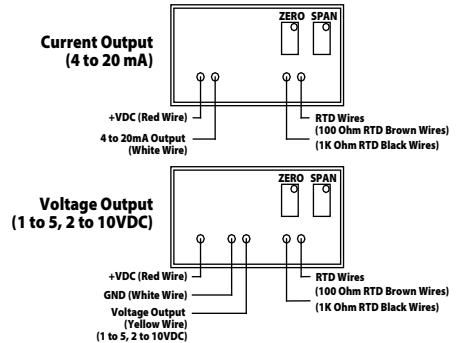 ZERO SPAN
Current Output
(4 to 20 mA)
+VDC (Red Wire)
4 to 20mA Output
(White Wire)
RTD Wires
(100 Ohm RTD Brown Wires)
(1K Ohm RTD Black Wires)
ZERO SPAN
Voltage Output
(1 to 5, 2 to 10VDC)
+VDC (Red Wire)
GND (White Wire)
Voltage Output
(Yellow Wire)
(1 to 5, 2 to 10VDC)
RTD Wires
(100 Ohm RTD Brown Wires)
(1K Ohm RTD Black Wires)